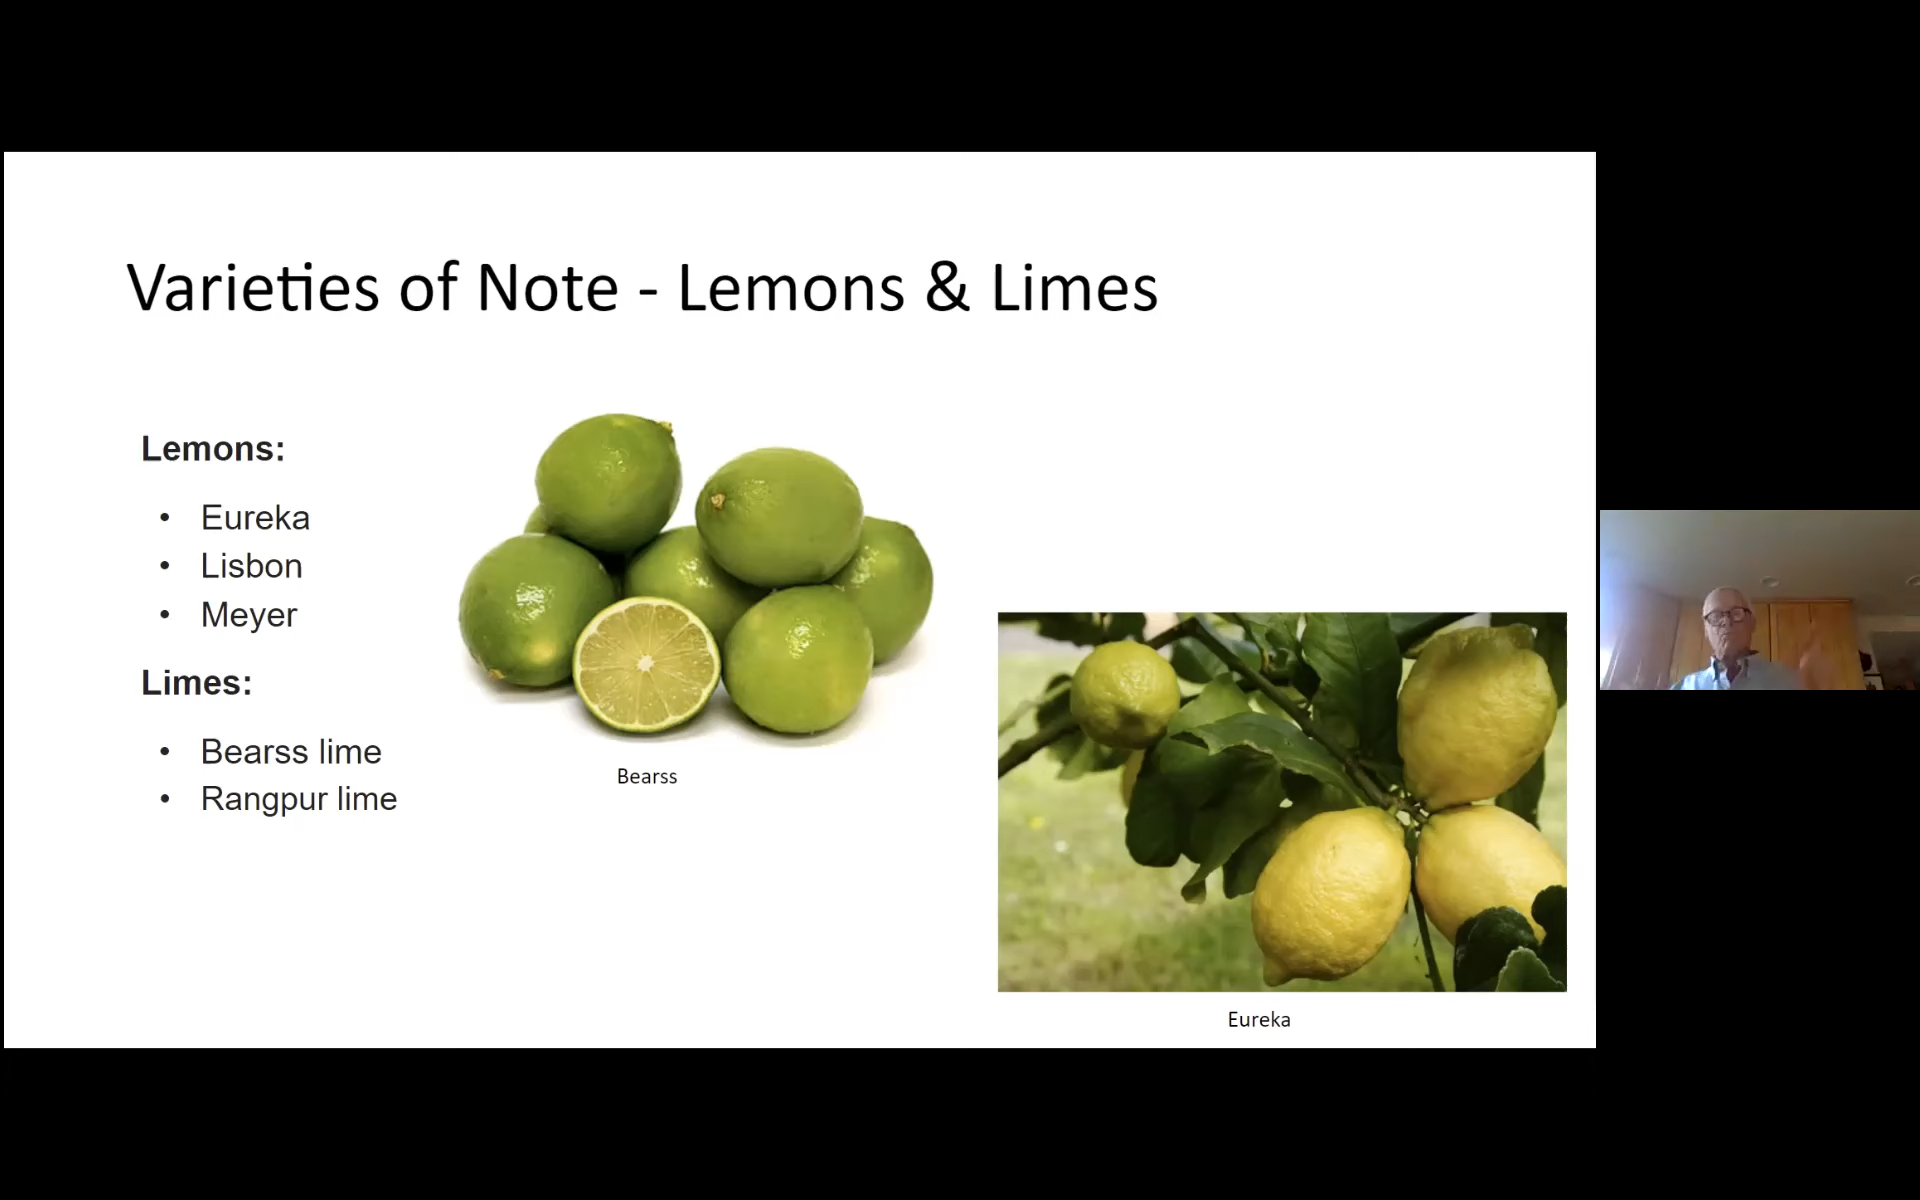 Varieties of Note - Lemons & Limes
Lemons:
• Eureka
• Lisbon
• Meyer
Limes:
• Bearss lime
• Rangpur lime
Bearss
Eureka